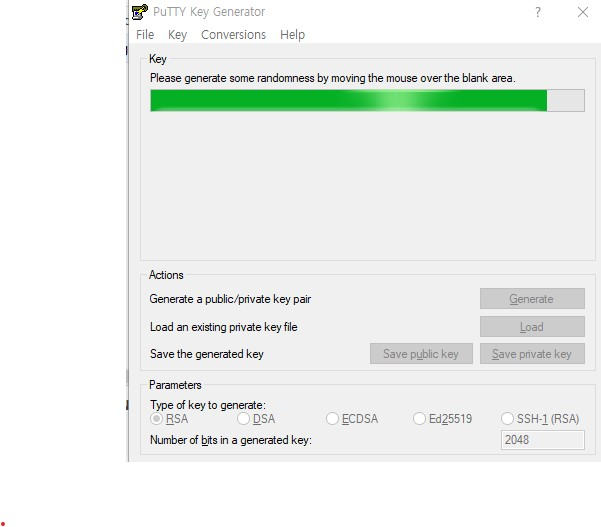 PuTTY Key Generator ?
File Key Conversions Help
Key
Please generate some randomness by moving the mouse over the blank area.
Actions
Generate a public/private key pair Generate
Load an existing private key file Load
Save the generated key Save public key Save private key
Parameters
Type of key to generate:
RSA DSA ECDSA Ed25519 SSH-1 (RSA)
Number of bits in a generated key: 2048